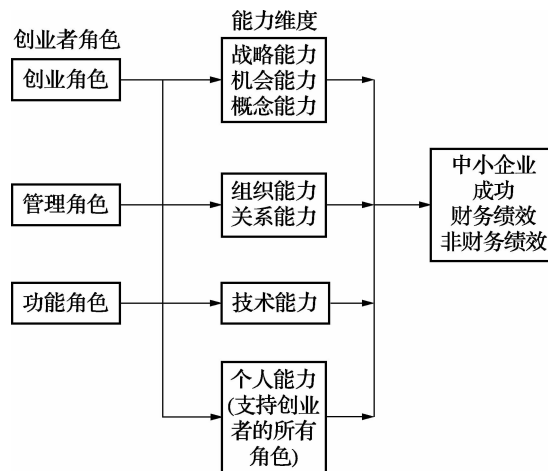 创业者角色
创业角色
管理角色
功能角色
能力维度
战略能力
机会能力
概念能力
组织能力
关系能力
技术能力
个人能力
(支持创业
者的所有
角色)
中小企业
成功
财务绩效
非财务绩效